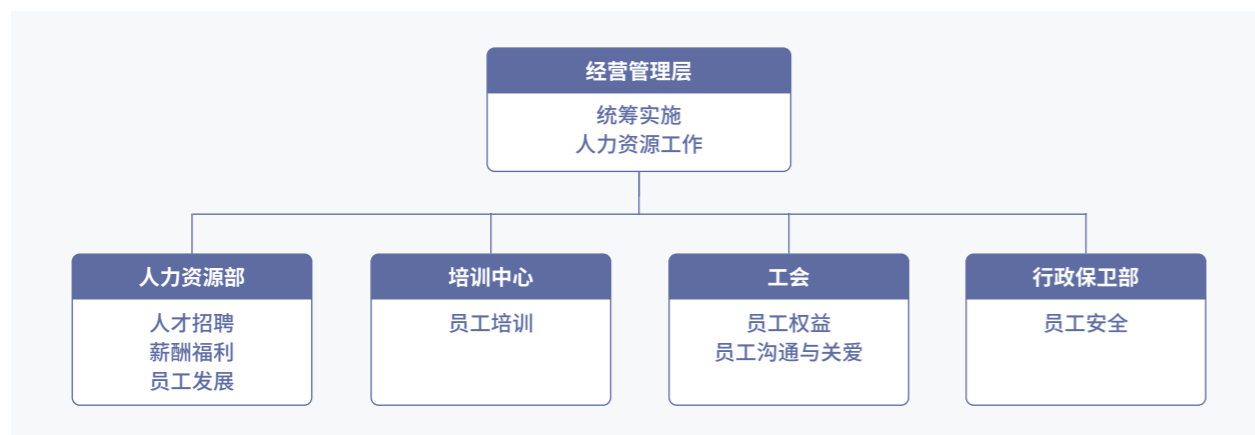 经营管理层
统筹实施
人力资源工作
人力资源部
人才招聘
薪酬福利
员工发展
培训中心
员工培训
工会
员工权益
员工沟通与关爱
行政保卫部
员工安全